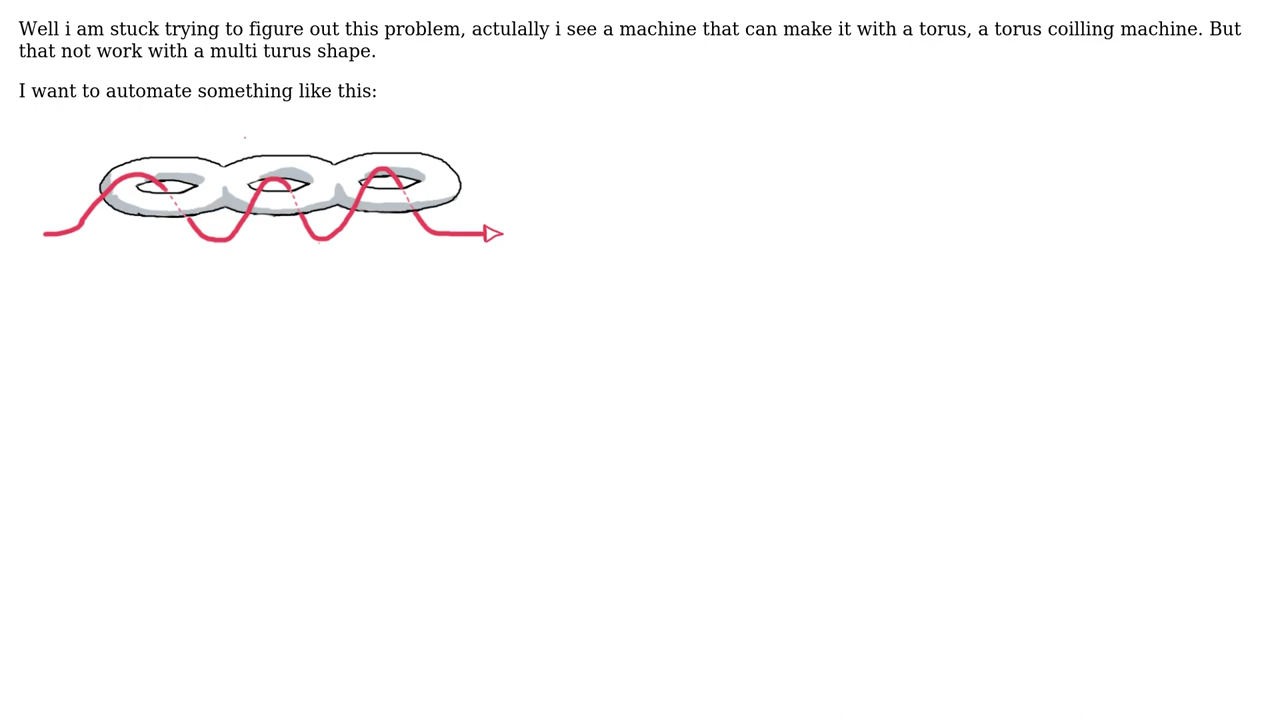 Well i am stuck trying to figure out this problem, actulally i see a machine that can make it with a torus, a torus coilling machine. But
that not work with a multi turus shape.
I want to automate something like this: